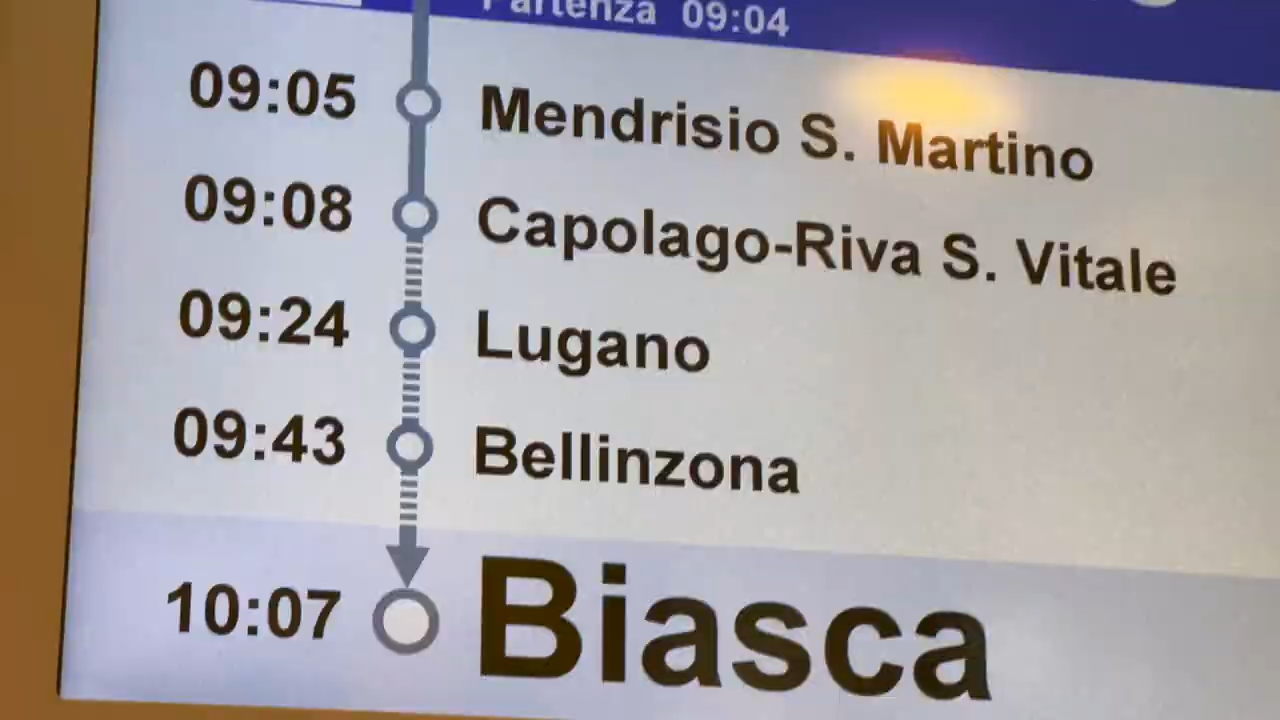 Partenza 09:04
09:05 Mendrisio S. Martino
09:08 Capolago-Riva S. Vitale
09:24 Lugano
09:43 Bellinzona
10:07 Biasca